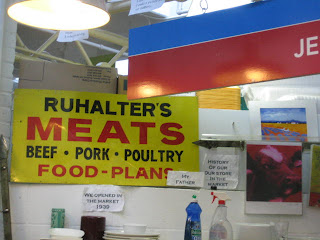 JE
RUHALTER'S
MEATS
BEEF • PORK • POULTRY
FOOD-PLANS
MY
FATHER
HISTORY
OF OUR
OUR STORE
IN THE
MARKET
WE OPENED IN
THE MARKET
1930